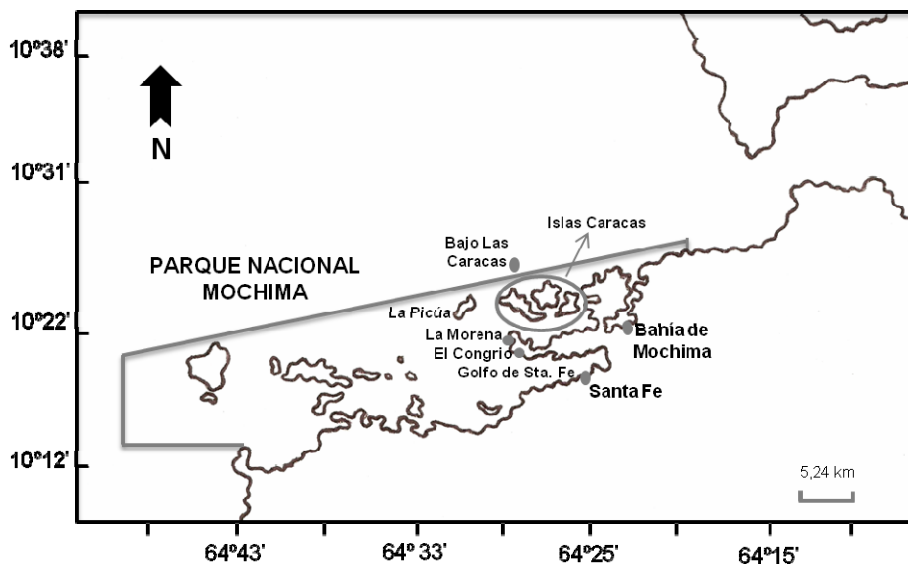 10º38'
N
10º31'
Islas Caracas
Bajo Las
Caracas
PARQUE NACIONAL
MOCHIMA
La Picúa
10º22'
La Morena
Bahía de
Mochima
El Congrio
Golfo de Sta. Fe
Santa Fe
10º12'
5,24 km
64º43'
64º 33'
64º25'
64º15'